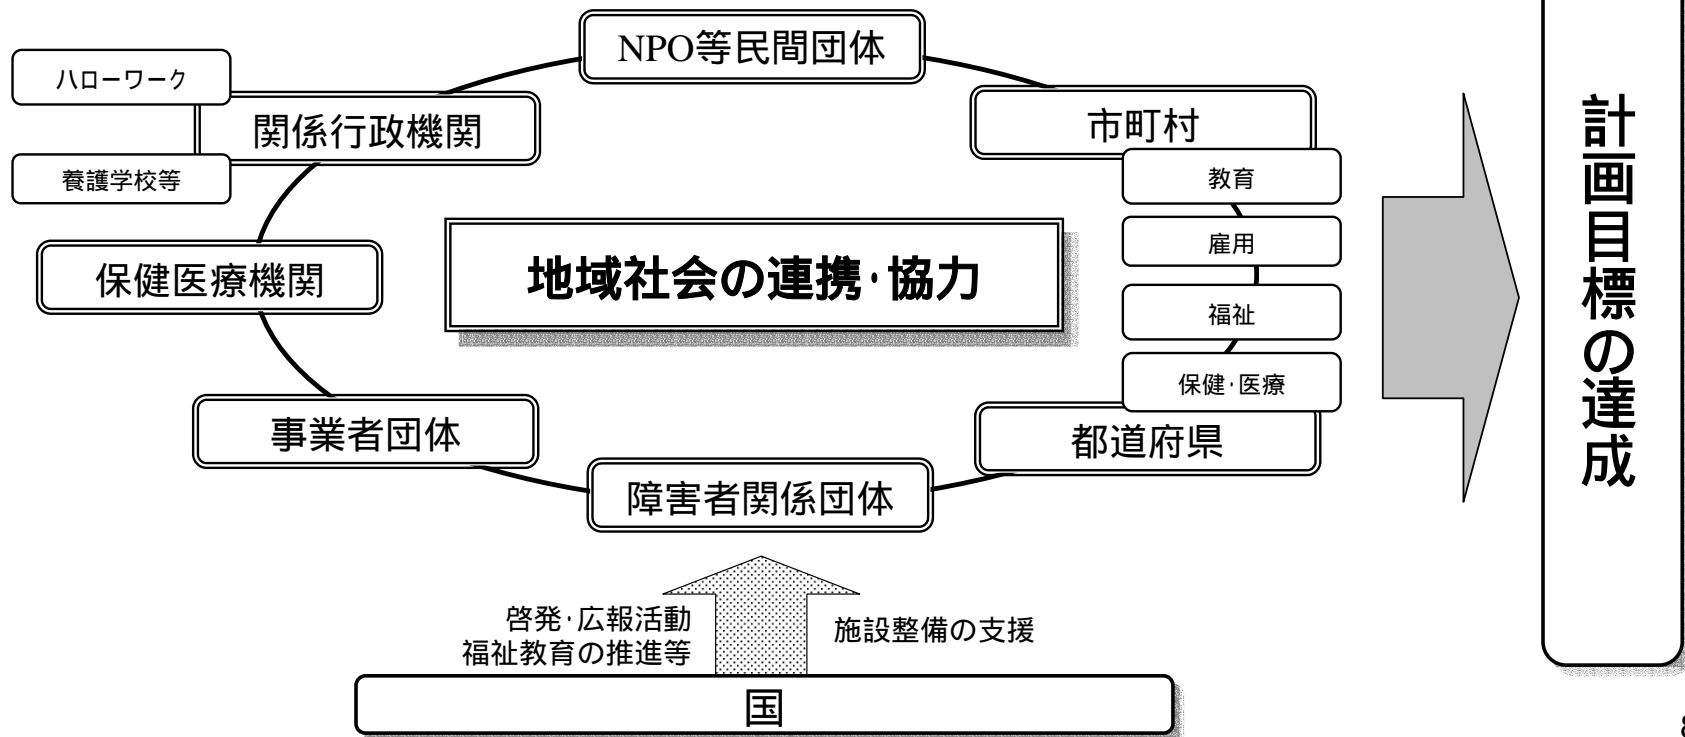 NPO等民間団体
ハローワーク
関係行政機関
養護学校等
市町村
教育
雇用
福祉
保健・医療
都道府県
保健医療機関
地域社会の連携・協力
事業者団体
障害者関係団体
啓発・広報活動
福祉教育の推進等
施設整備の支援
国
計画目標の達成